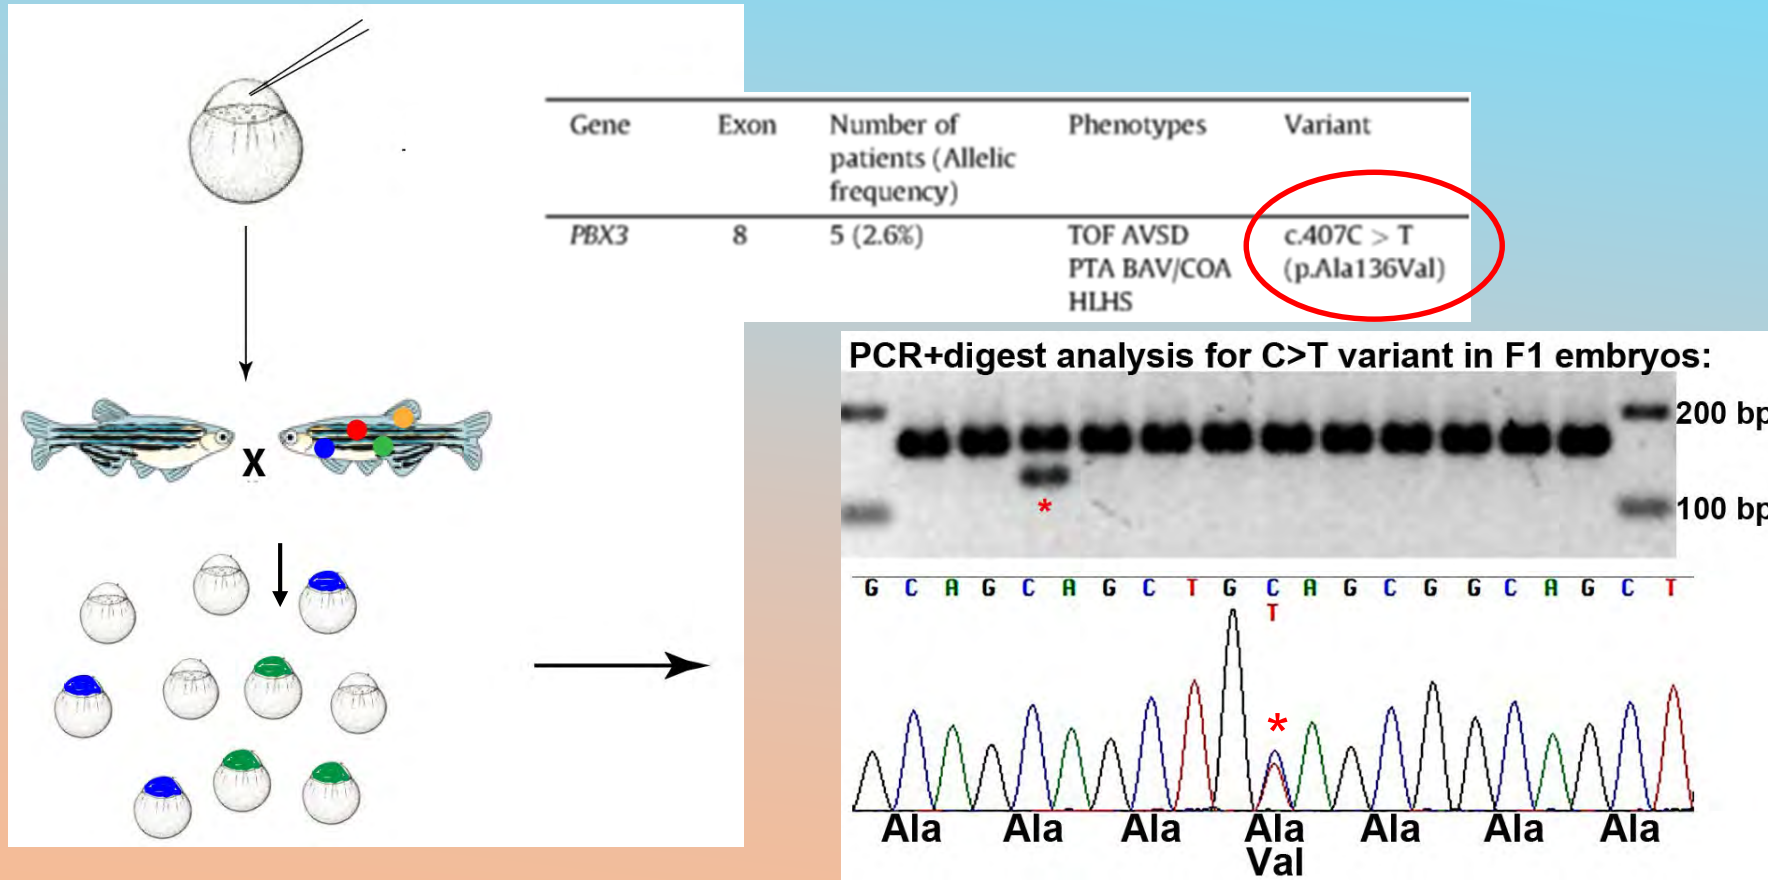 Gene Exon Number of patients (Allelic frequency) Phenotypes Variant
PBX3 8 5 (2.6%) TOF AVSD PTA BAV/COA HLHS c.407C > T (p.Ala136Val)
X
PCR+digest analysis for C>T variant in F1 embryos:
200 bp
*
100 bp
G C A G C A G C T G C A G C G G C A G C T
T
*
Ala Ala Ala Ala Ala Ala Ala
Val